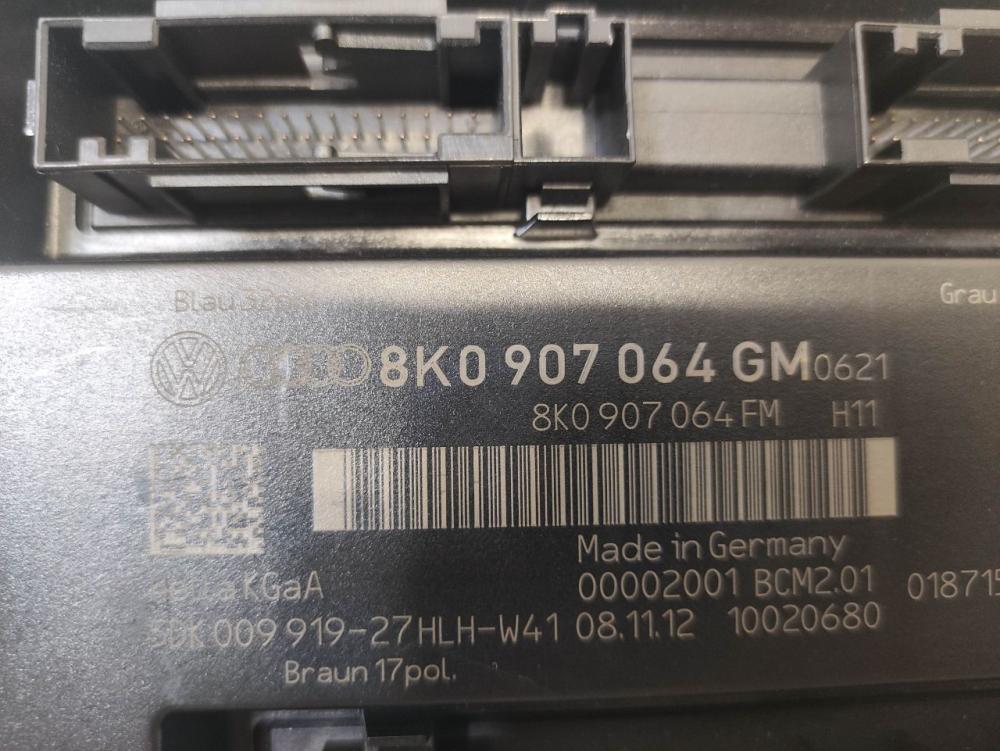 Blau 32pol. Grau
8K0 907 064 GM 0621
8K0 907 064 FM H11
Made in Germany
Hella KGaA 00002001 BCM2.01 018715
5DK 009 919-27 HLH-W41 08.11.12 10020680
Braun 17pol.